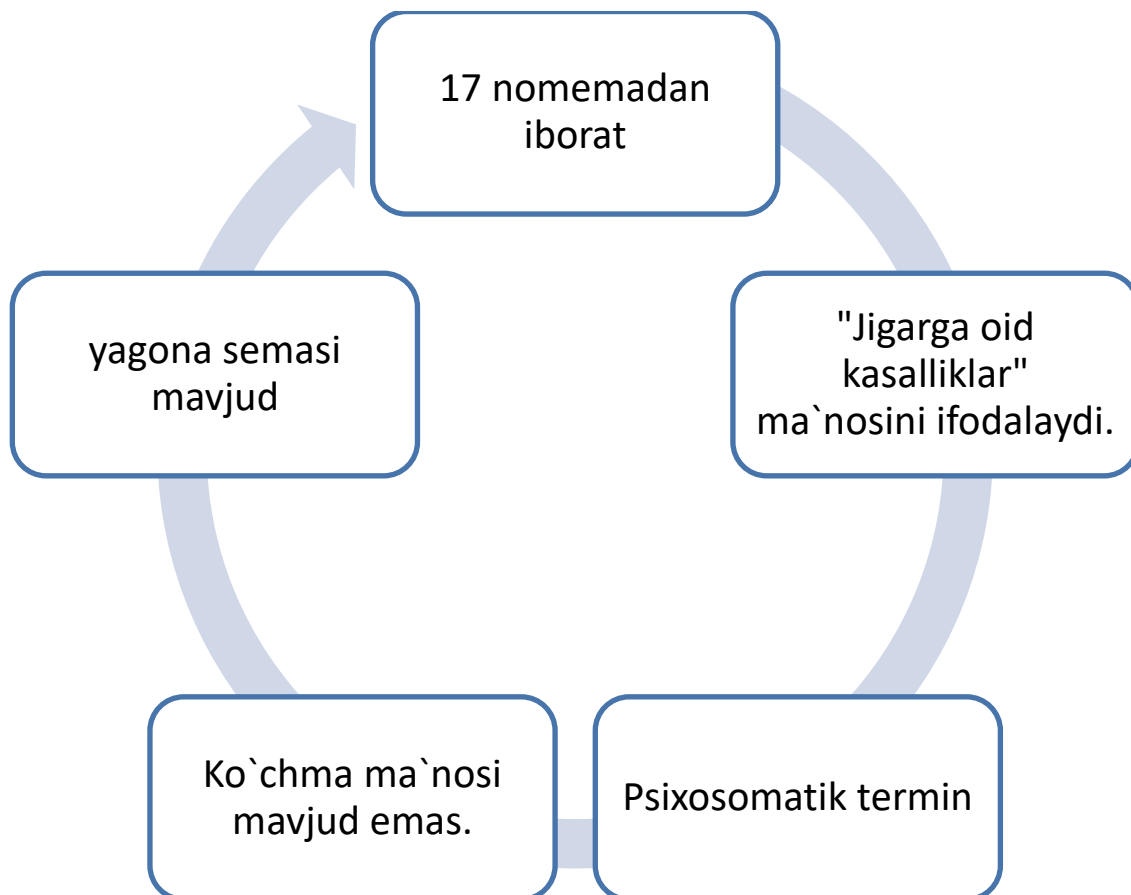 17 nomemadan
iborat
"Jigarga oid
kasalliklar"
ma`nosini ifodalaydi.
Psixosomatik termin
Ko`chma ma`nosi
mavjud emas.
yagona semasi
mavjud